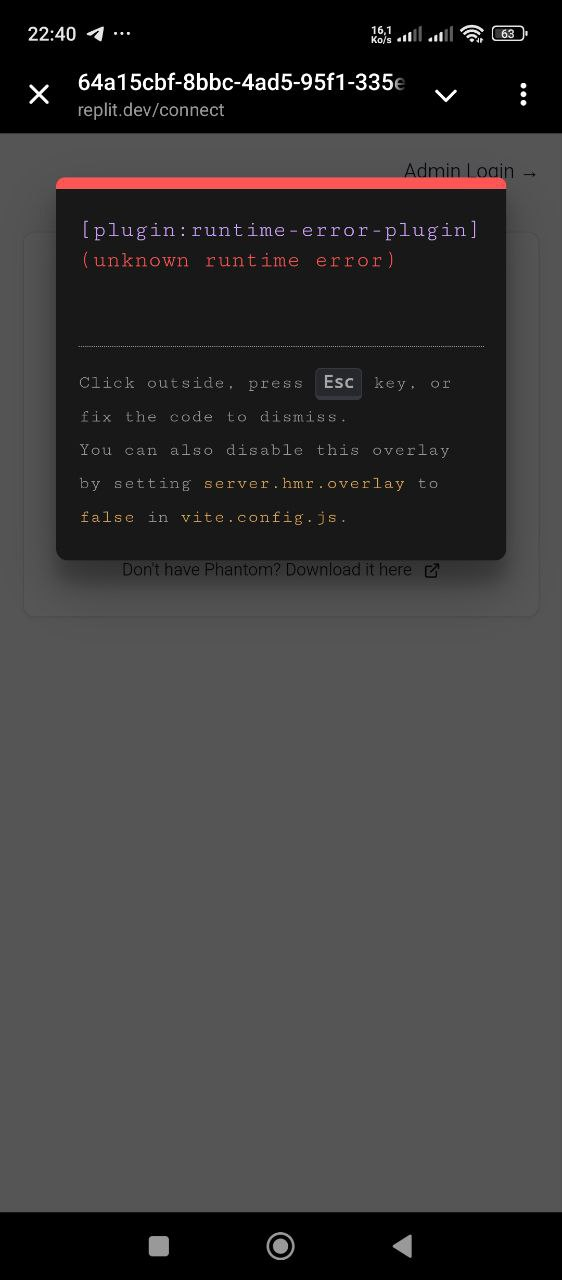 22:40 ...
16,1
Ko/s
63
64a15cbf-8bbc-4ad5-95f1-335e
replit.dev/connect
Admin Login →
[plugin:runtime-error-plugin]
(unknown runtime error)
Click outside, press Esc key, or
fix the code to dismiss.
You can also disable this overlay
by setting server.hmr.overlay to
false in vite.config.js.
Don't have Phantom? Download it here